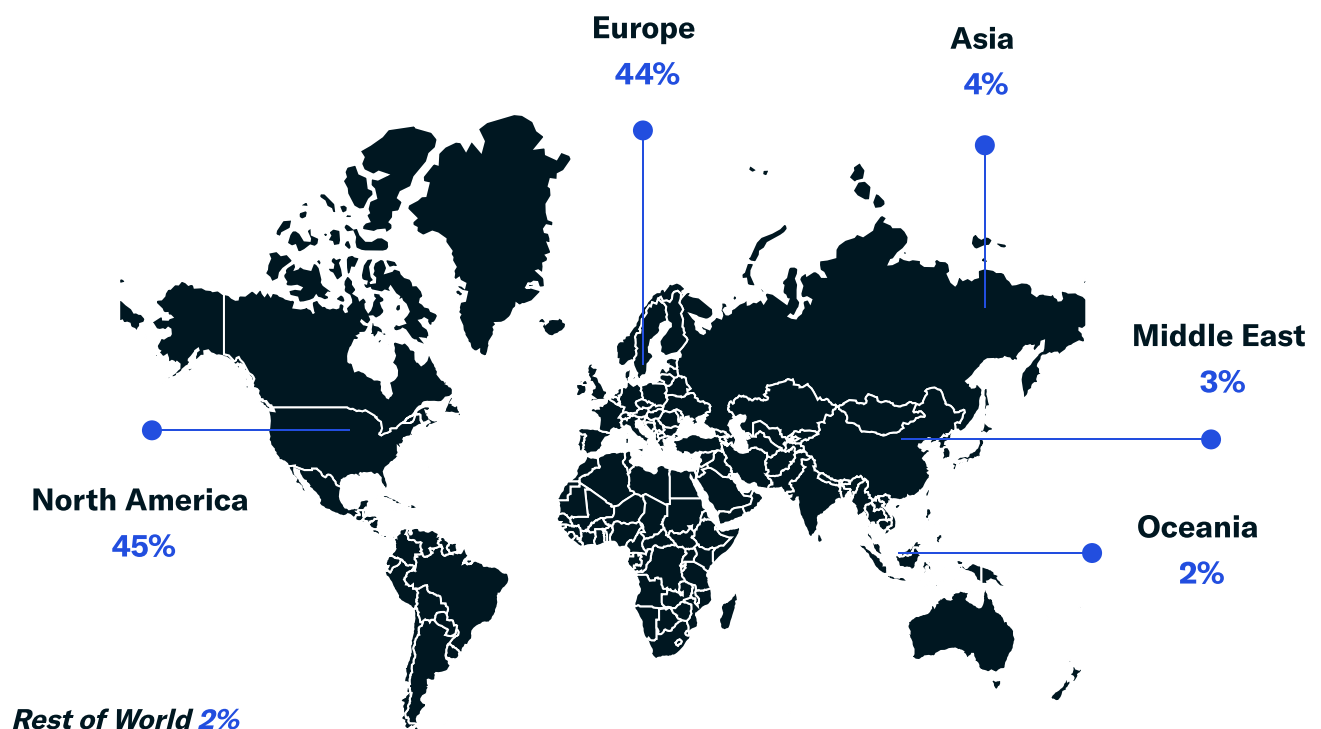 Europe
44%
Asia
4%
Middle East
3%
North America
45%
Oceania
2%
Rest of World 2%